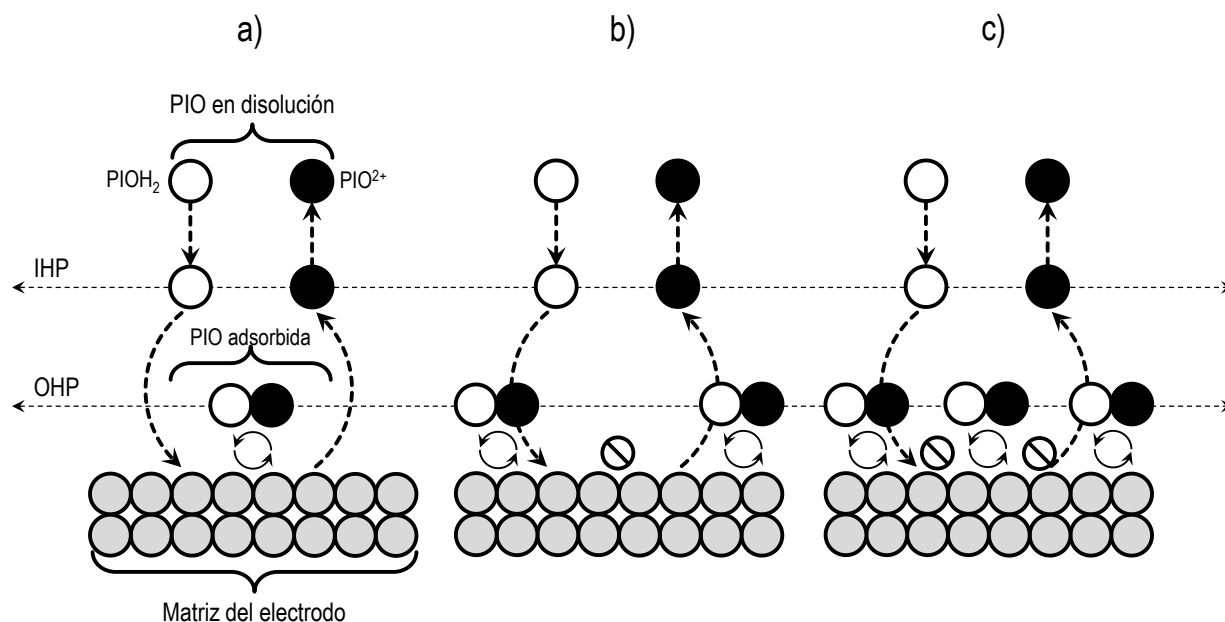 a)
b)
c)
PIO en disolución
PIOH₂
PIO²⁺
IHP
PIO adsorbida
OHP
Matriz del electrodo